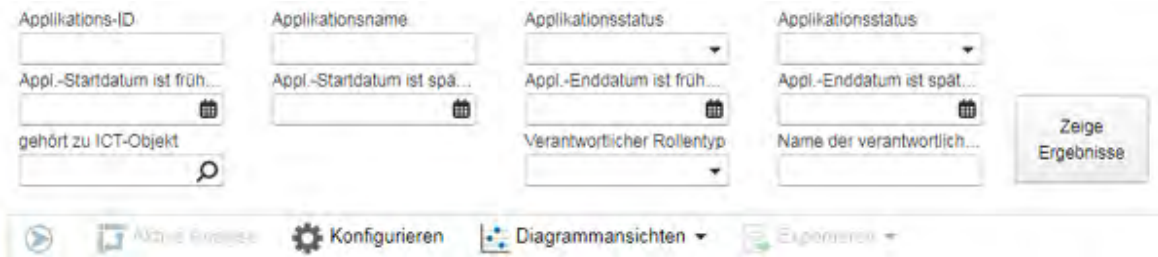 Applikations-ID Applikationsname Applikationsstatus Applikationsstatus
Appl.-Startdatum ist früh... Appl.-Startdatum ist spä... Appl.-Enddatum ist früh... Appl.-Enddatum ist spät...
gehört zu ICT-Objekt Verantwortlicher Rollentyp Name der verantwortlich...
Zeige
Ergebnisse
Konfigurieren Diagrammansichten Exportieren